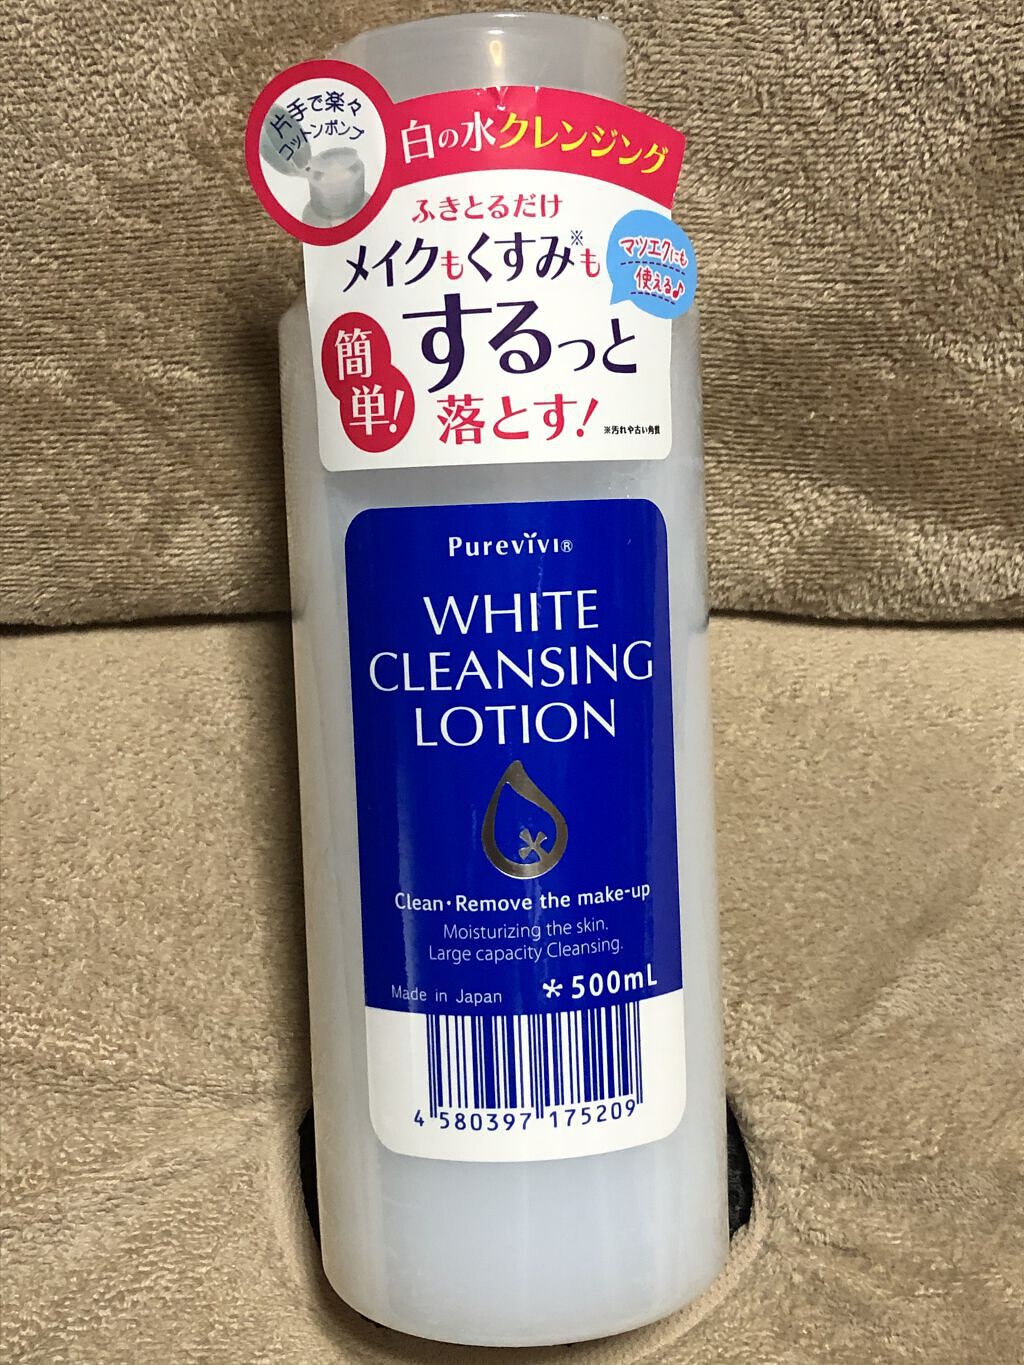 片手で楽々
コットンポンプ
白の水クレンジング
ふきとるだけ
メイクもくすみ※も
マツエクにも
使える♪
簡単!
するっと
落とす!
※汚れや古い角質
Purevivi®
WHITE
CLEANSING
LOTION
Clean・Remove the make-up
Moisturizing the skin.
Large capacity Cleansing.
Made in Japan
*500mL
4 580397 175209